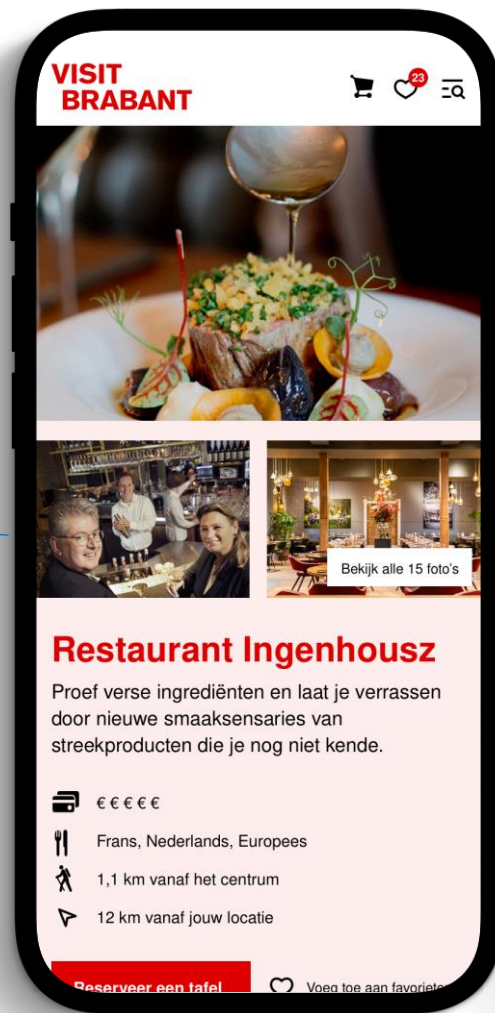 VISIT
BRABANT
23
Bekijk alle 15 foto's
Restaurant Ingenhousz
Proef verse ingrediënten en laat je verrassen
door nieuwe smaaksensaries van
streekproducten die je nog niet kende.
€ € € € €
Frans, Nederlands, Europees
1,1 km vanaf het centrum
12 km vanaf jouw locatie
Reserveer een tafel
Voeg toe aan favorieten